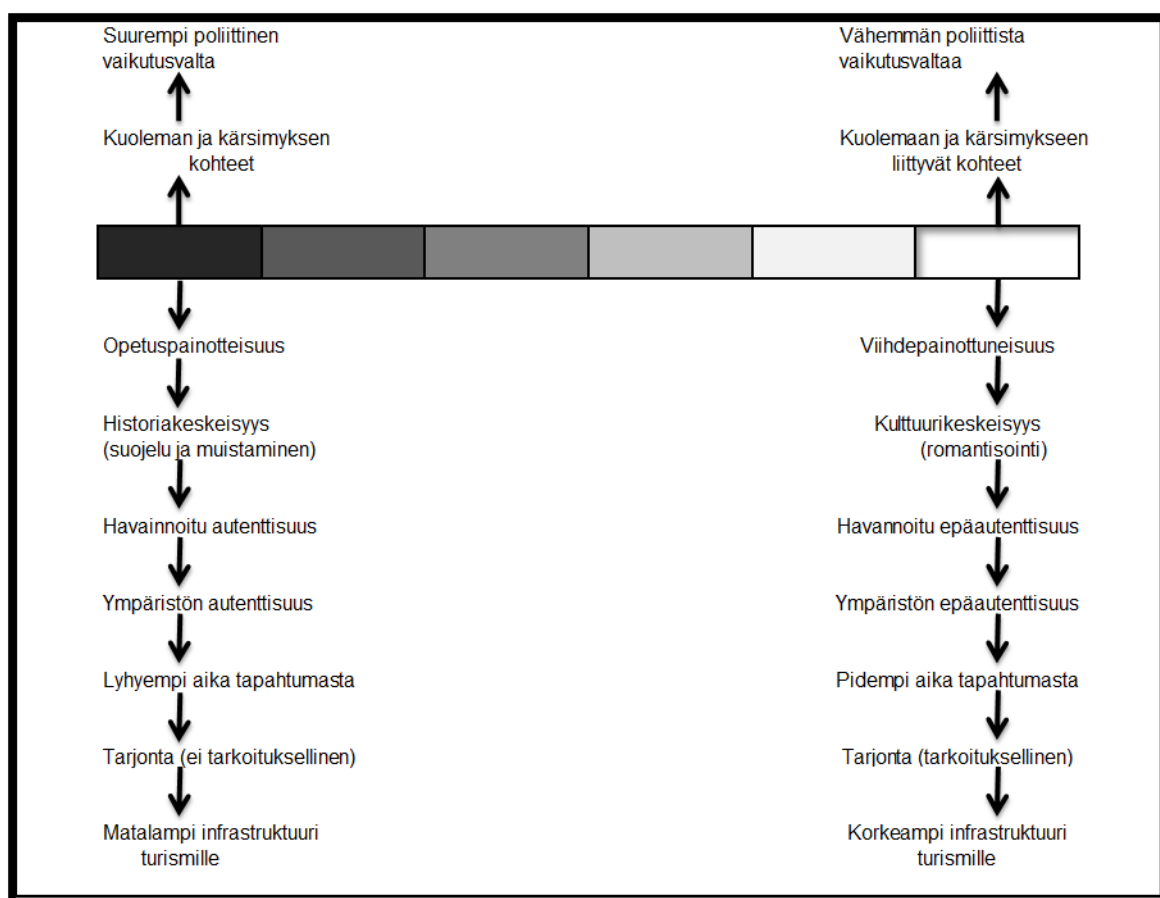 Suurempi poliittinen
vaikutusvalta
Vähemmän poliittista
vaikutusvaltaa
Kuoleman ja kärsimyksen
kohteet
Kuolemaan ja kärsimykseen
liittyvät kohteet
Opetuspainotteisuus
Viihdepainottuneisuus
Historiakeskeisyys
(suojelu ja muistaminen)
Kulttuurikeskeisyys
(romantisointi)
Havainnoitu autenttisuus
Havannoitu epäautenttisuus
Ympäristön autenttisuus
Ympäristön epäautenttisuus
Lyhyempi aika tapahtumasta
Pidempi aika tapahtumasta
Tarjonta (ei tarkoituksellinen)
Tarjonta (tarkoituksellinen)
Matalampi infrastruktuuri
turismille
Korkeampi infrastruktuuri
turismille